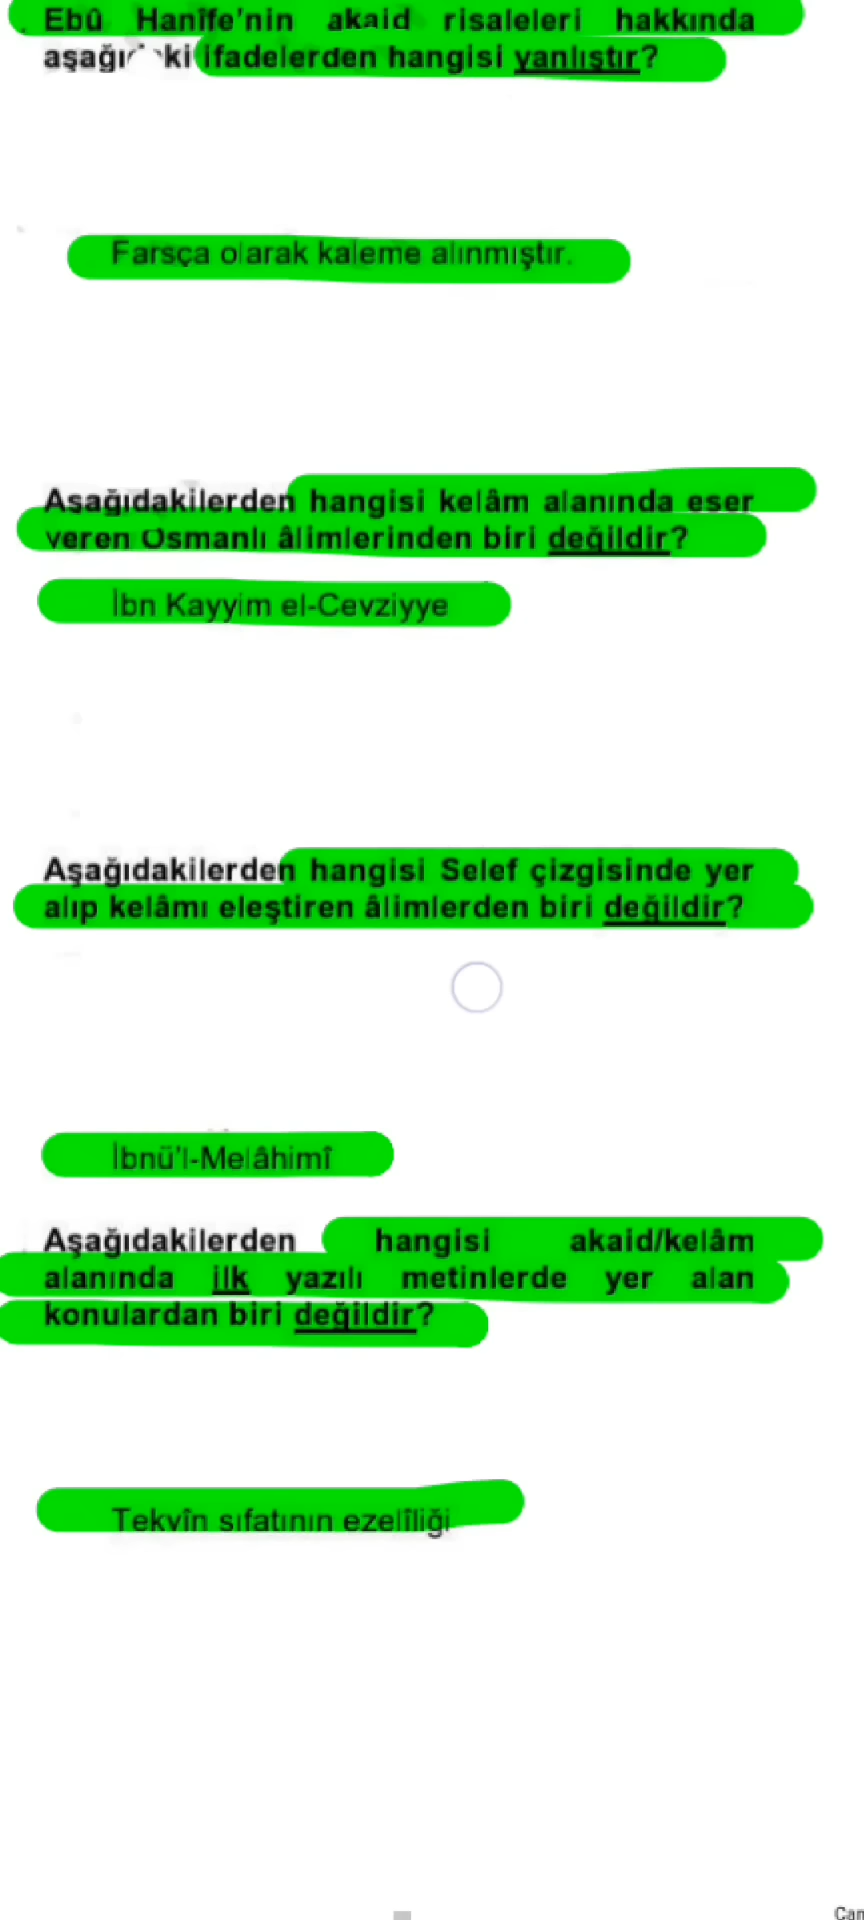 Ebû Hanîfe'nin akaid risaleleri hakkında
ifadelerden hangisi yanlıştır?
Farsça olarak kaleme alınmıştır.
Aşağıdakilerden hangisi kelâm alanında eser
veren Osmanlı âlimlerinden biri değildir?
İbn Kayyim el-Cevziyye
Aşağıdakilerden hangisi Selef çizgisinde yer
alıp kelâmı eleştiren âlimlerden biri değildir?
İbnü'l-Melâhimî
Aşağıdakilerden hangisi akaid/kelâm
alanında ilk yazılı metinlerde yer alan
konulardan biri değildir?
Tekvîn sıfatının ezelîliği